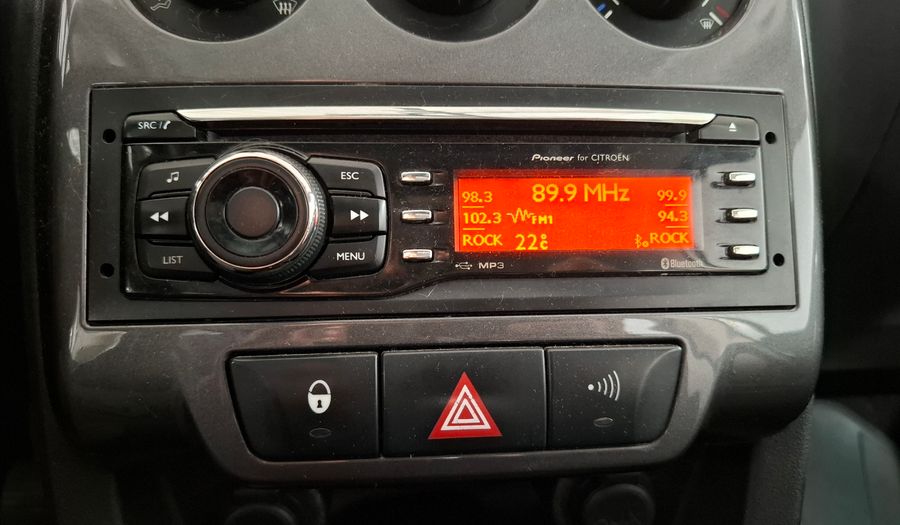 SRC /
Pioneer for CITROËN
ESC
LIST
MENU
98.3
89.9 MHz
99.9
102.3
FM1
94.3
ROCK
22c
ROCK
MP3
Bluetooth